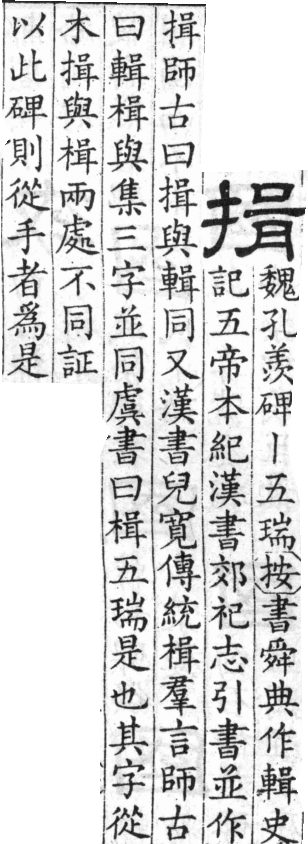 揖
魏孔羨碑〡五瑞按書舜典作輯史
記五帝本紀漢書郊祀志引書並作
揖師古曰揖與輯同又漢書兒寛傳統楫羣言師古
曰輯楫與集三字並同虞書曰楫五瑞是也其字從
木揖與楫兩處不同証
以此碑則從手者爲是